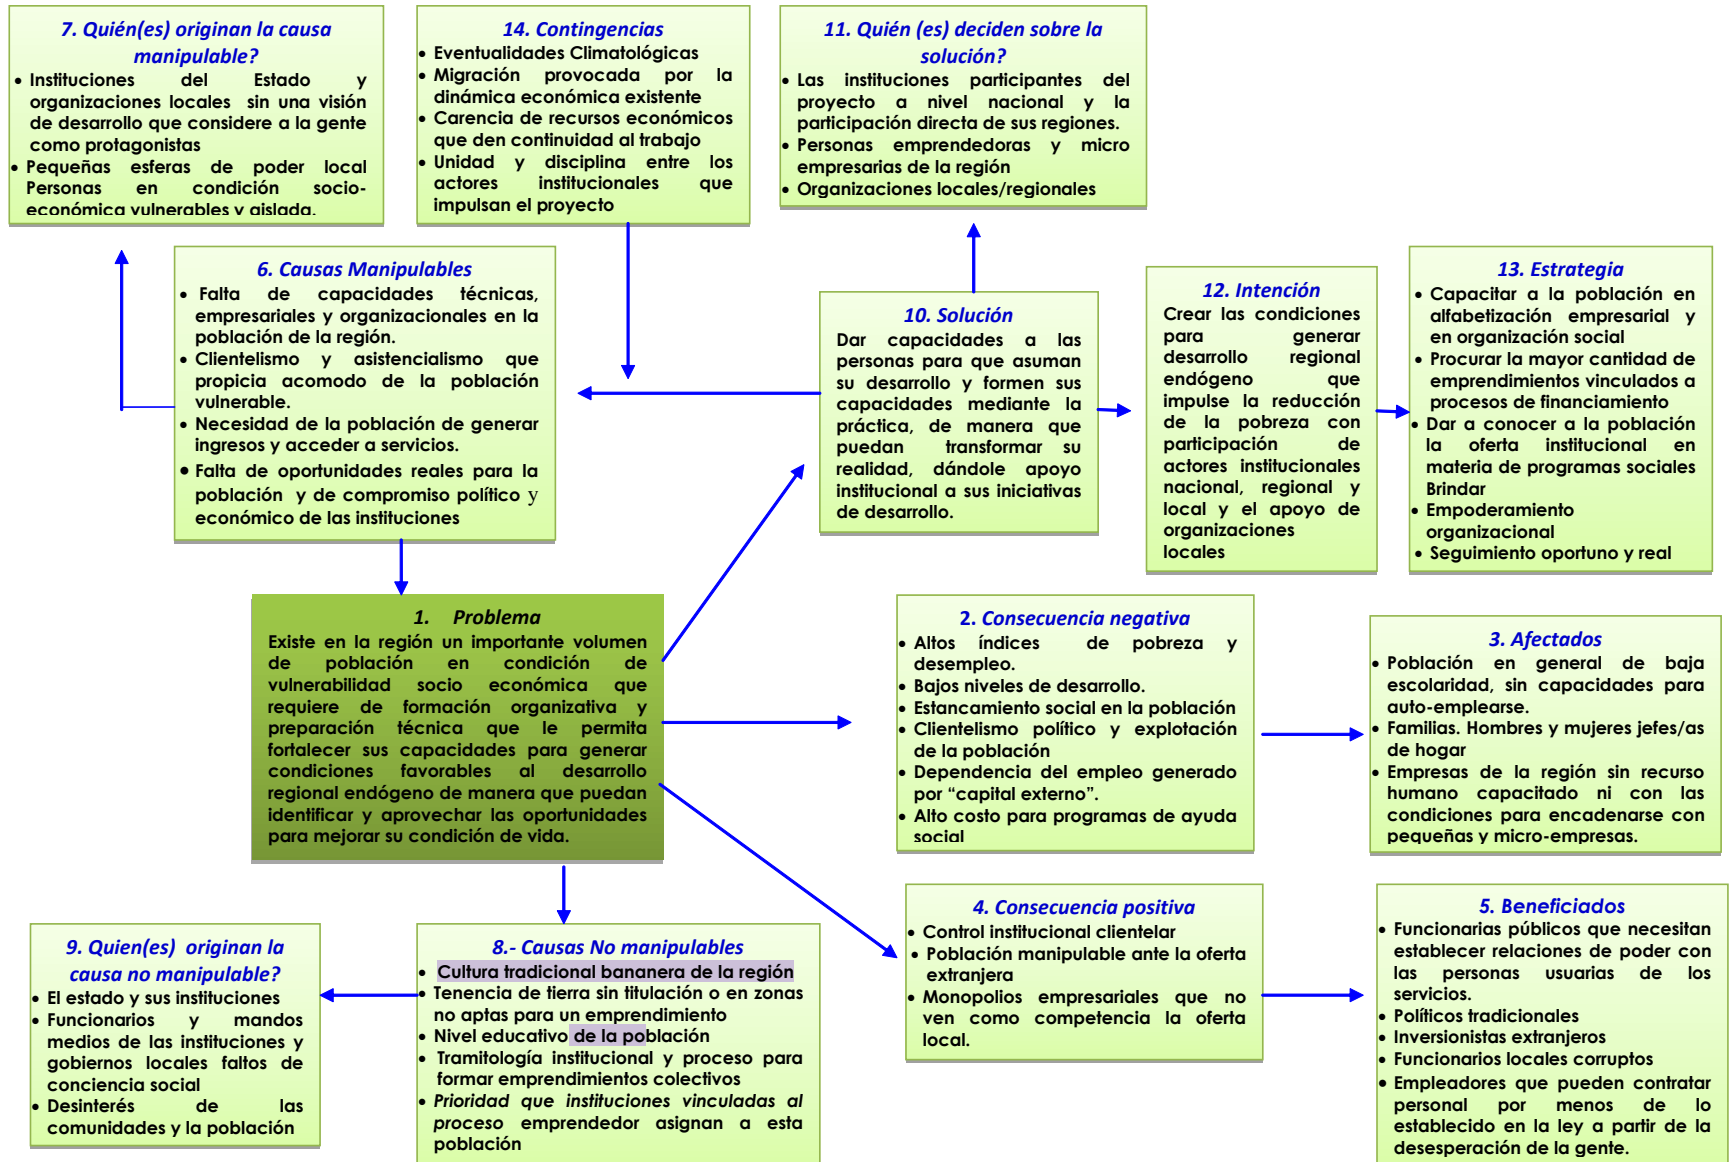 7. Quién(es) originan la causa
manipulable?
• Instituciones del Estado y
organizaciones locales sin una visión
de desarrollo que considere a la gente
como protagonistas
• Pequeñas esferas de poder local
Personas en condición socio-
económica vulnerables y aislada.
14. Contingencias
• Eventualidades Climatológicas
• Migración provocada por la
dinámica económica existente
• Carencia de recursos económicos
que den continuidad al trabajo
• Unidad y disciplina entre los
actores institucionales que
impulsan el proyecto
11. Quién (es) deciden sobre la
solución?
• Las instituciones participantes del
proyecto a nivel nacional y la
participación directa de sus regiones.
• Personas emprendedoras y micro
empresarias de la región
• Organizaciones locales/regionales
6. Causas Manipulables
• Falta de capacidades técnicas,
empresariales y organizacionales en la
población de la región.
• Clientelismo y asistencialismo que
propicia acomodo de la población
vulnerable.
• Necesidad de la población de generar
ingresos y acceder a servicios.
• Falta de oportunidades reales para la
población y de compromiso político y
económico de las instituciones
10. Solución
Dar capacidades a las
personas para que asuman
su desarrollo y formen sus
capacidades mediante la
práctica, de manera que
puedan transformar su
realidad, dándole apoyo
institucional a sus iniciativas
de desarrollo.
12. Intención
Crear las condiciones
para generar
desarrollo regional
endógeno que
impulse la reducción
de la pobreza con
participación de
actores institucionales
nacional, regional y
local y el apoyo de
organizaciones
locales
13. Estrategia
• Capacitar a la población en
alfabetización empresarial y
en organización social
• Procurar la mayor cantidad de
emprendimientos vinculados a
procesos de financiamiento
• Dar a conocer a la población
la oferta institucional en
materia de programas sociales
Brindar
• Empoderamiento
organizacional
• Seguimiento oportuno y real
1. Problema
Existe en la región un importante volumen
de población en condición de
vulnerabilidad socio económica que
requiere de formación organizativa y
preparación técnica que le permita
fortalecer sus capacidades para generar
condiciones favorables al desarrollo
regional endógeno de manera que puedan
identificar y aprovechar las oportunidades
para mejorar su condición de vida.
2. Consecuencia negativa
• Altos índices de pobreza y
desempleo.
• Bajos niveles de desarrollo.
• Estancamiento social en la población
• Clientelismo político y explotación
de la población
• Dependencia del empleo generado
por “capital externo”.
• Alto costo para programas de ayuda
social
3. Afectados
• Población en general de baja
escolaridad, sin capacidades para
auto-emplearse.
• Familias. Hombres y mujeres jefes/as
de hogar
• Empresas de la región sin recurso
humano capacitado ni con las
condiciones para encadenarse con
pequeñas y micro-empresas.
9. Quien(es) originan la
causa no manipulable?
• El estado y sus instituciones
• Funcionarios y mandos
medios de las instituciones y
gobiernos locales faltos de
conciencia social
• Desinterés de las
comunidades y la población
8.- Causas No manipulables
• Cultura tradicional bananera de la región
• Tenencia de tierra sin titulación o en zonas
no aptas para un emprendimiento
• Nivel educativo de la población
• Tramitología institucional y proceso para
formar emprendimientos colectivos
• Prioridad que instituciones vinculadas al
proceso emprendedor asignan a esta
población
4. Consecuencia positiva
• Control institucional clientelar
• Población manipulable ante la oferta
extranjera
• Monopolios empresariales que no
ven como competencia la oferta
local.
5. Beneficiados
• Funcionarias públicos que necesitan
establecer relaciones de poder con
las personas usuarias de los
servicios.
• Políticos tradicionales
• Inversionistas extranjeros
• Funcionarios locales corruptos
• Empleadores que pueden contratar
personal por menos de lo
establecido en la ley a partir de la
desesperación de la gente.